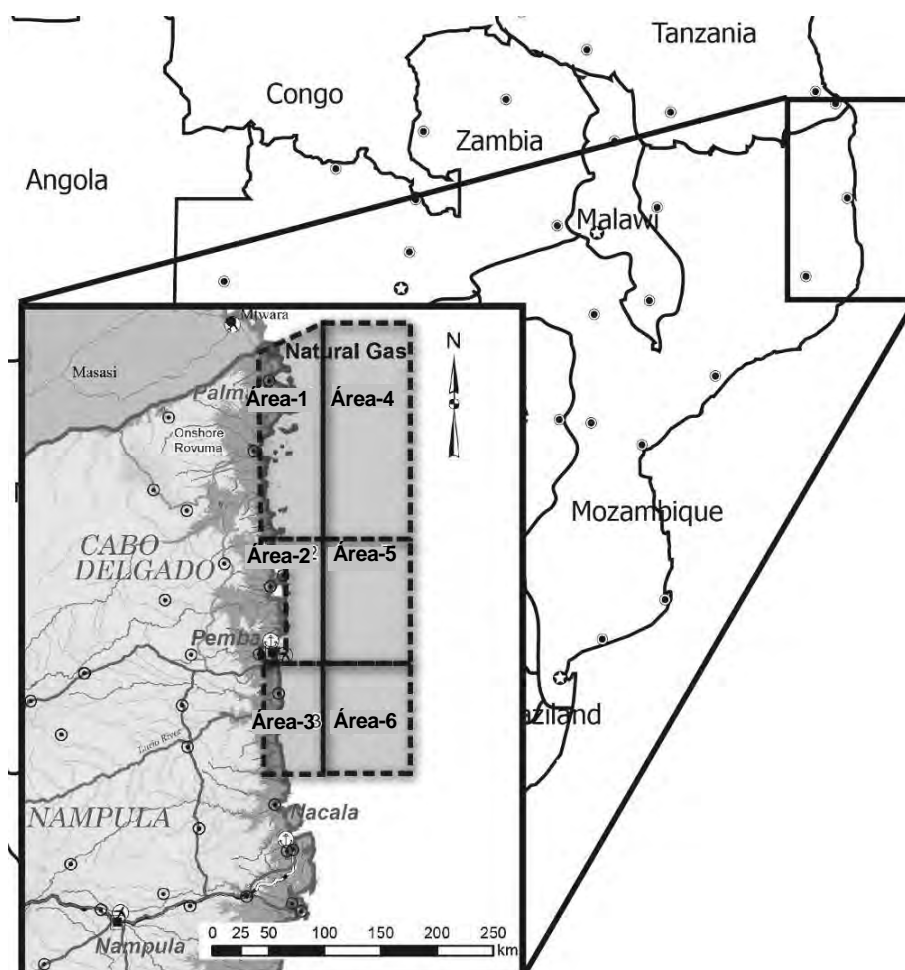 Tanzania
Congo
Zambia
Angola
Malawi
Mtwara
Masasi
Natural Gas
N
Palma
Área-1
Área-4
Onshore
Rovuma
Mozambique
CABO
DELGADO
Área-2
Área-5
Pemba
Área-3
Área-6
aziland
Lurio River
NAMPULA
Nacala
0 25 50 100 150 200 250
km
Nampula